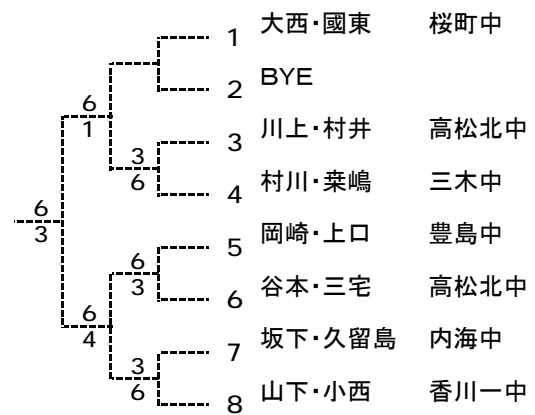 1 大西・國東 桜町中
2 BYE
6
1
3 川上・村井 高松北中
3
6
4 村川・桒嶋 三木中
6
3
5 岡崎・上口 豊島中
6
3
6 谷本・三宅 高松北中
6
4
7 坂下・久留島 内海中
3
6
8 山下・小西 香川一中